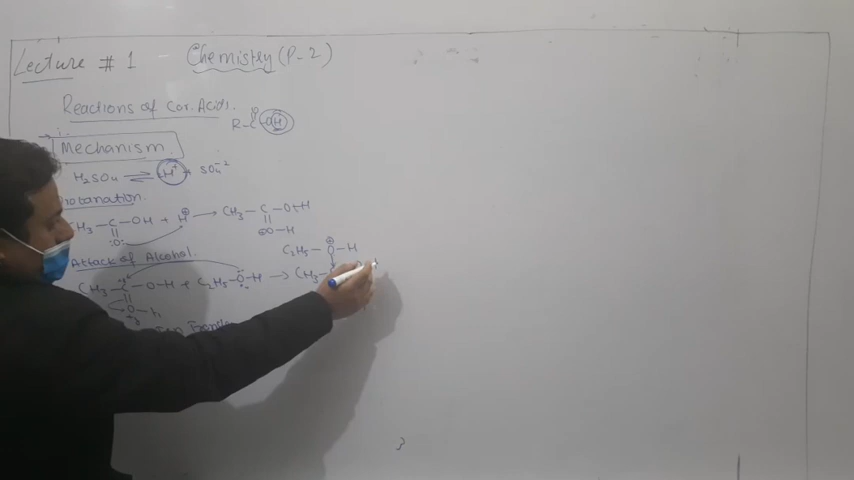 Lecture # 1 Chemistry (P-2)
Reactions of Car. Acids.
R - C - OH
O
Mechanism.
H2SO4 ⇌ H+ + SO4-2
Protonation.
CH3 - C - OH + H⊕ → CH3 - C - OH
:O: ⊕O-H
Attack of Alcohol.
C2H5 - O - H
⊕
CH3 - C - O-H + C2H5 - O - H → CH3 -
O - H